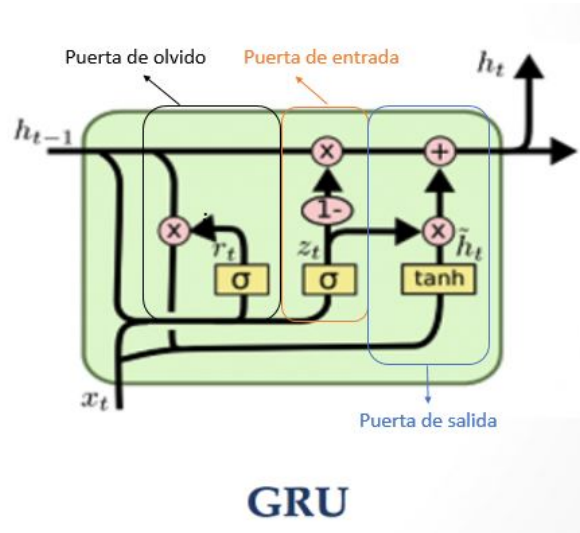 Puerta de olvido
Puerta de entrada
h_t
h_{t-1}
x
+
1-
x
r_t
z_t
x
h̃_t
σ
σ
tanh
x_t
Puerta de salida
GRU